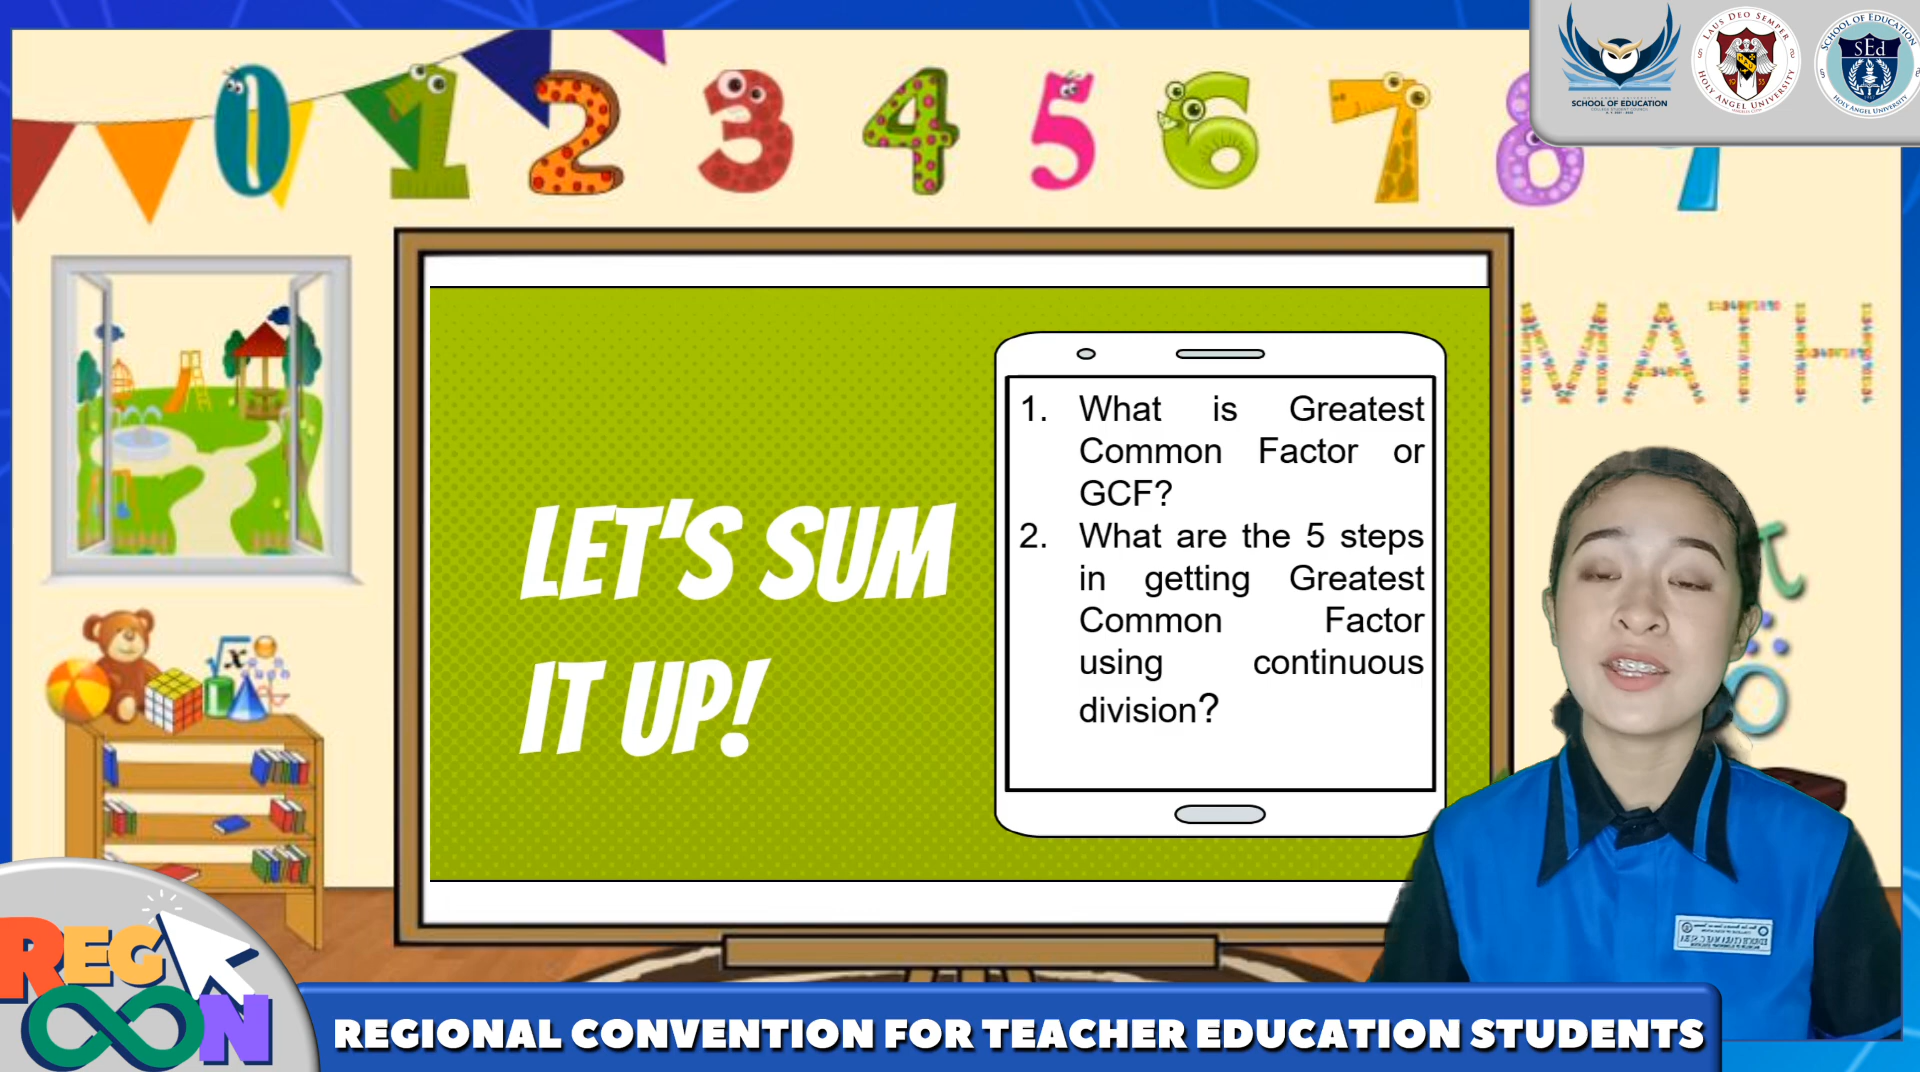 0 1 2 3 4 5 6 7 8 9
SCHOOL OF EDUCATION
LAUS DEO SEMPER
HOLY ANGEL UNIVERSITY
SCHOOL OF EDUCATION
sEd
HOLY ANGEL UNIVERSITY
MATH
LET'S SUM
IT UP!
1. What is Greatest
Common Factor or
GCF?
2. What are the 5 steps
in getting Greatest
Common Factor
using continuous
division?
π
√x
REG
CON
REGIONAL CONVENTION FOR TEACHER EDUCATION STUDENTS